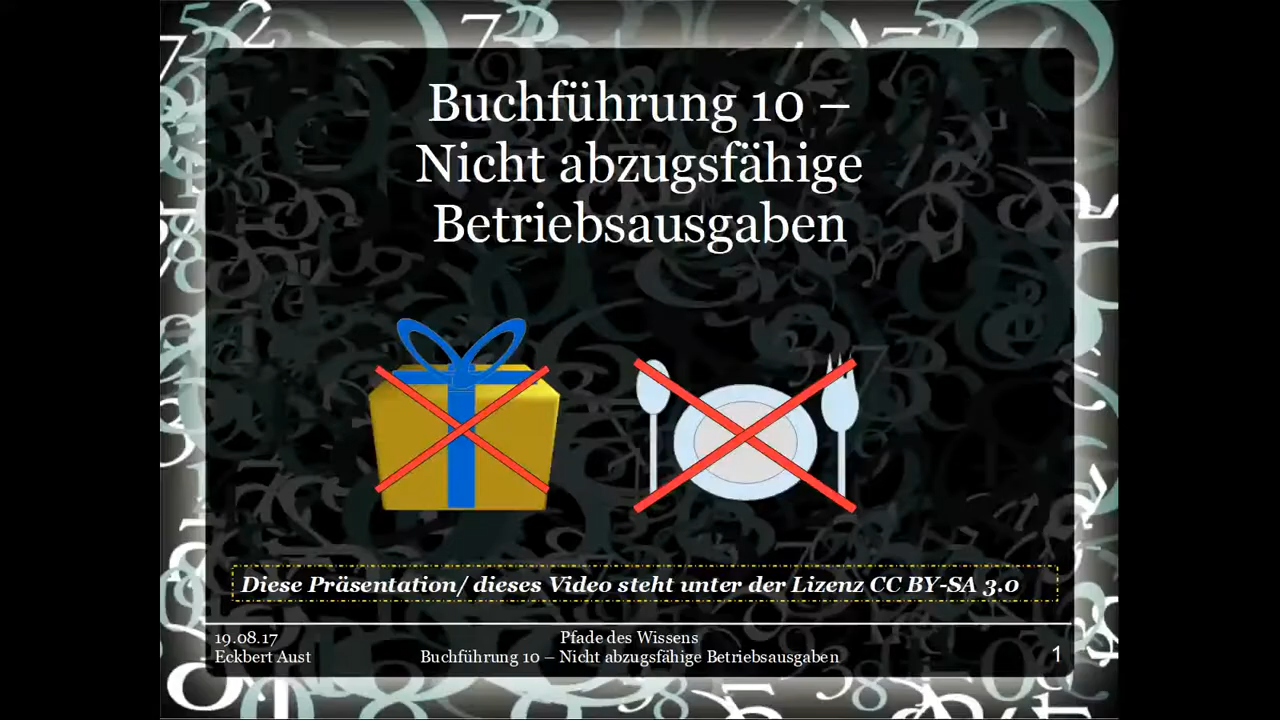 Buchführung 10 –
Nicht abzugsfähige
Betriebsausgaben
Diese Präsentation/ dieses Video steht unter der Lizenz CC BY-SA 3.0
19.08.17
Eckbert Aust
Pfade des Wissens
Buchführung 10 – Nicht abzugsfähige Betriebsausgaben
1